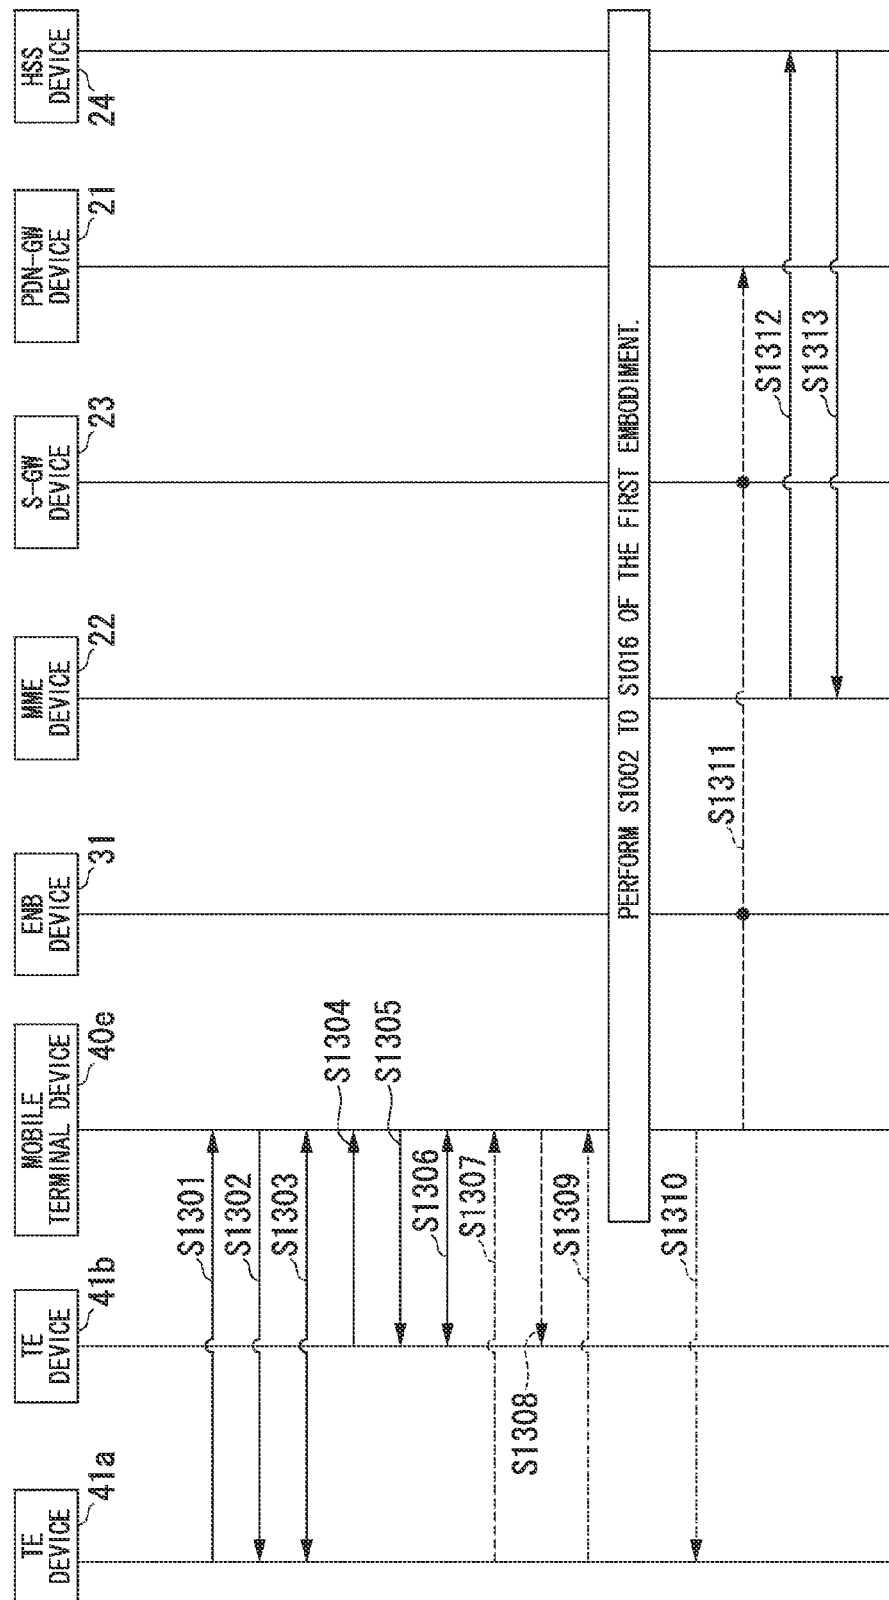 TE
DEVICE
41a
TE
DEVICE
41b
MOBILE
TERMINAL DEVICE
40e
ENB
DEVICE
31
MME
DEVICE
22
S-GW
DEVICE
23
PDN-GW
DEVICE
21
HSS
DEVICE
24
S1301
S1302
S1303
S1304
S1305
S1306
S1307
S1308
S1309
PERFORM S1002 TO S1016 OF THE FIRST EMBODIMENT.
S1310
S1311
S1312
S1313